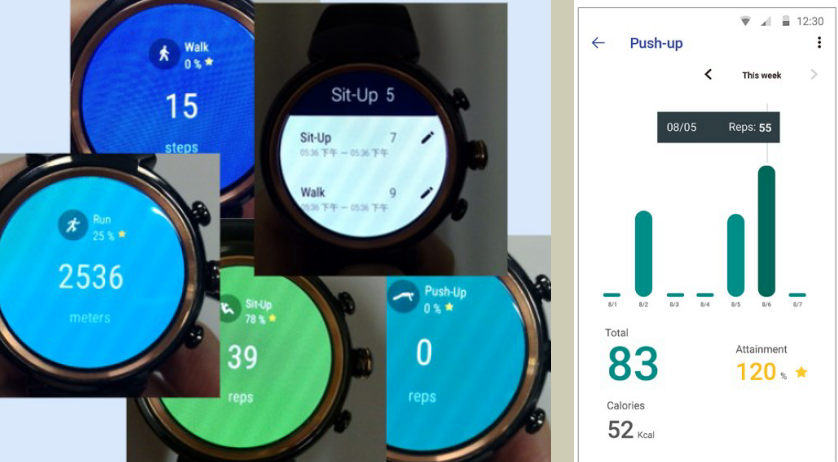 Walk
0 %
15
steps
Sit-Up 5
Sit-Up 7
05:36 下午 — 05:36 下午
Walk 9
05:36 下午 — 05:36 下午
Run
25 %
2536
meters
Sit-Up
78 %
39
reps
Push-Up
0 %
0
reps
12:30
Push-up
This week
08/05 Reps: 55
8/1 8/2 8/3 8/4 8/5 8/6 8/7
Total
83
Attainment
120 %
Calories
52 Kcal